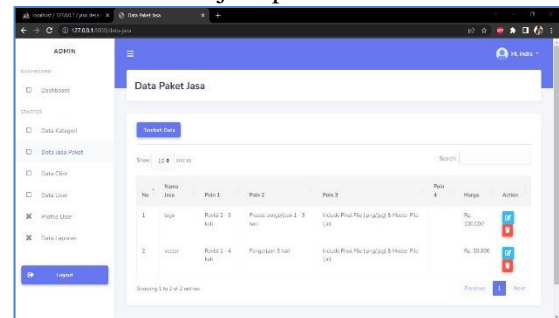 localhost / 127.0.0.1 / jasa_desa
Data Paket Jasa
127.0.0.1:8000/data-jasa
ADMIN
Hi, Indra
DASHBOARD
Dashboard
Data Paket Jasa
STARTER
Data Kategori
Data Jasa Paket
Data Client
Data User
Profile User
Data Laporan
Logout
Tambah Data
Show 10 entries
Search:
No
Nama Jasa
Poin 1
Poin 2
Poin 3
Poin 4
Harga
Action
1
logo
Revisi 2 - 3 kali
Proses pengerjaan 1 - 3 hari
Include Final File (png/jpg) & Master File (.ai)
Rp. 100.000
2
vector
Revisi 1 - 4 kali
Pengerjaan 5 hari
Include Final File (png/jpg) & Master File (.ai)
Rp. 50.000
Showing 1 to 2 of 2 entries
Previous 1 Next